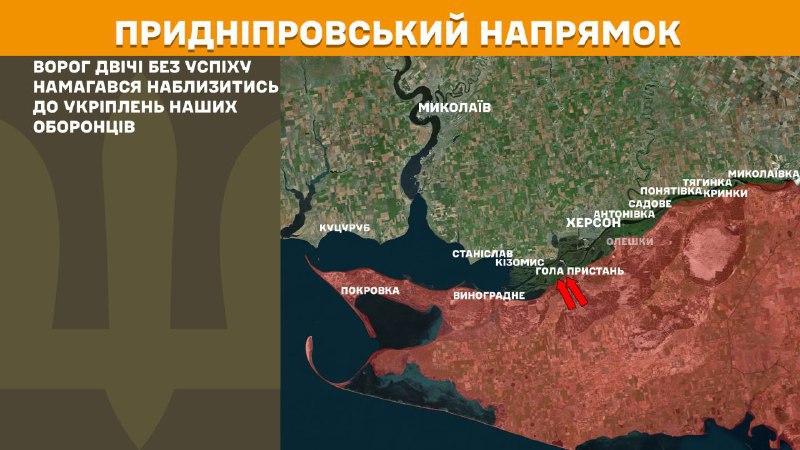 ПРИДНІПРОВСЬКИЙ НАПРЯМОК
ВОРОГ ДВІЧІ БЕЗ УСПІХУ
НАМАГАВСЯ НАБЛИЗИТИСЬ
ДО УКРІПЛЕНЬ НАШИХ
ОБОРОНЦІВ
МИКОЛАЇВ
МИКОЛАЇВКА
ТЯГИНКА
ПОНЯТІВКА
КРИНКИ
САДОВЕ
АНТОНІВКА
ХЕРСОН
КУЦУРУБ
ОЛЕШКИ
СТАНІСЛАВ
КІЗОМИС
ГОЛА ПРИСТАНЬ
ПОКРОВКА
ВИНОГРАДНЕ